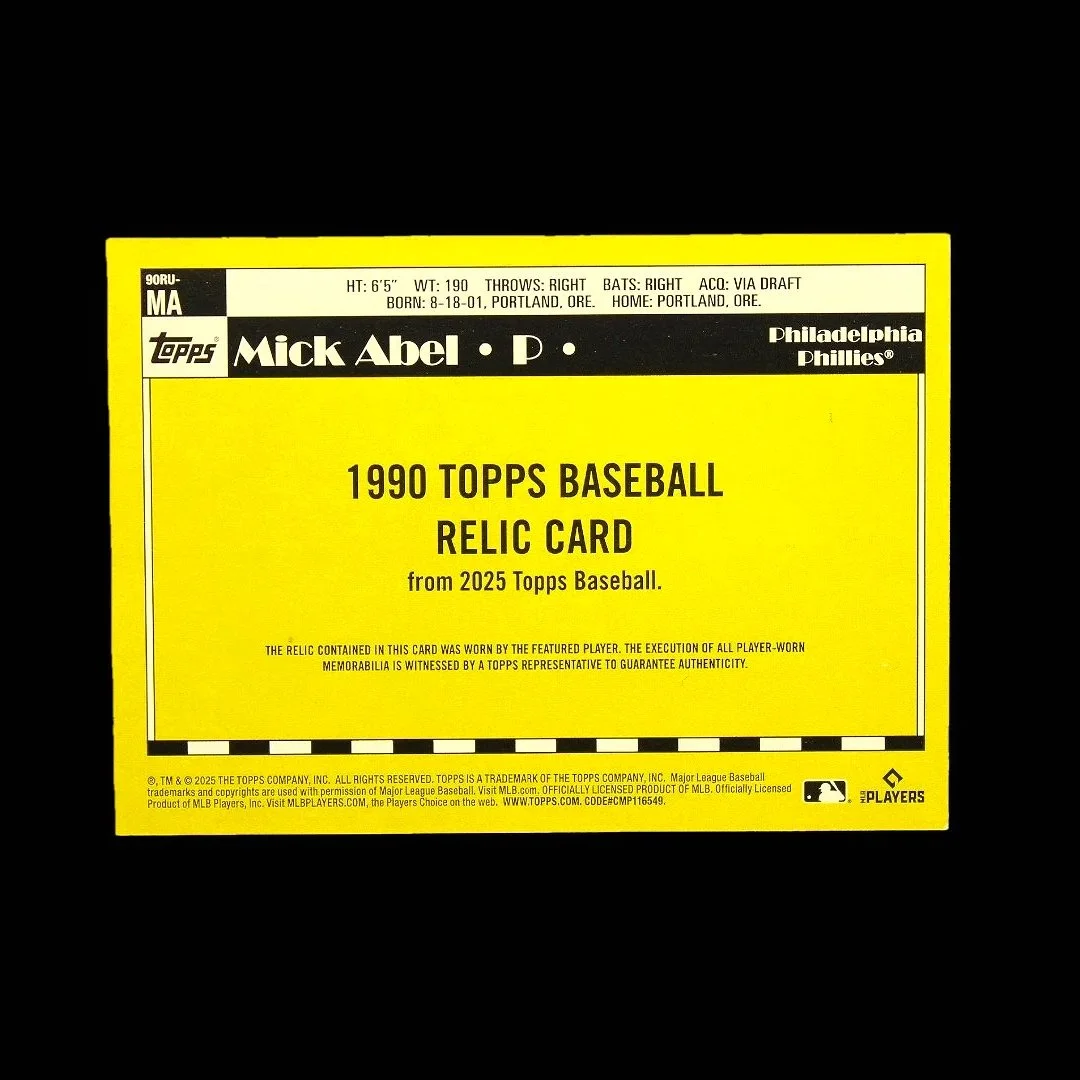 90RU-
MA
HT: 6'5" WT: 190 THROWS: RIGHT BATS: RIGHT ACQ: VIA DRAFT
BORN: 8-18-01, PORTLAND, ORE. HOME: PORTLAND, ORE.
Topps® Mick Abel • P •
Philadelphia
Phillies®
1990 TOPPS BASEBALL
RELIC CARD
from 2025 Topps Baseball.
THE RELIC CONTAINED IN THIS CARD WAS WORN BY THE FEATURED PLAYER. THE EXECUTION OF ALL PLAYER-WORN
MEMORABILIA IS WITNESSED BY A TOPPS REPRESENTATIVE TO GUARANTEE AUTHENTICITY.
®, TM & © 2025 THE TOPPS COMPANY, INC. ALL RIGHTS RESERVED. TOPPS IS A TRADEMARK OF THE TOPPS COMPANY, INC. Major League Baseball
trademarks and copyrights are used with permission of Major League Baseball. Visit MLB.com. OFFICIALLY LICENSED PRODUCT OF MLB. Officially Licensed
Product of MLB Players, Inc. Visit MLBPLAYERS.COM, the Players Choice on the web. WWW.TOPPS.COM. CODE#CMP116549.
MLB PLAYERS